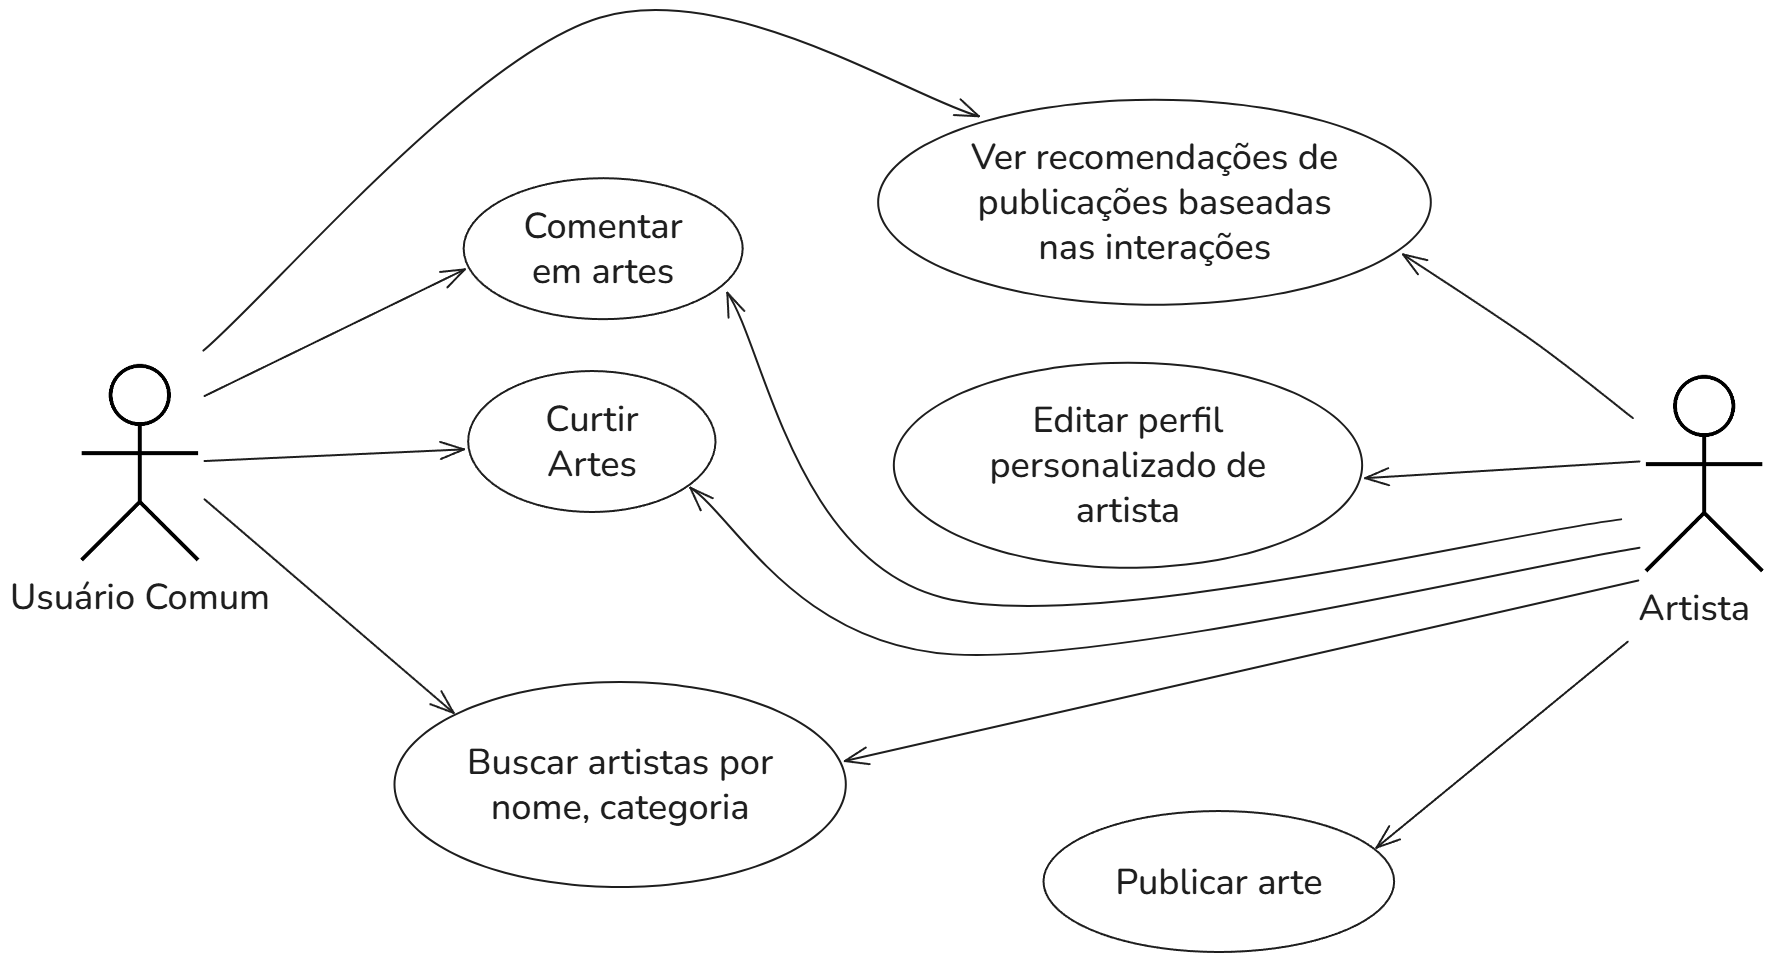 Ver recomendações de
publicações baseadas
nas interações
Comentar
em artes
Curtir
Artes
Editar perfil
personalizado de
artista
Usuário Comum
Artista
Buscar artistas por
nome, categoria
Publicar arte